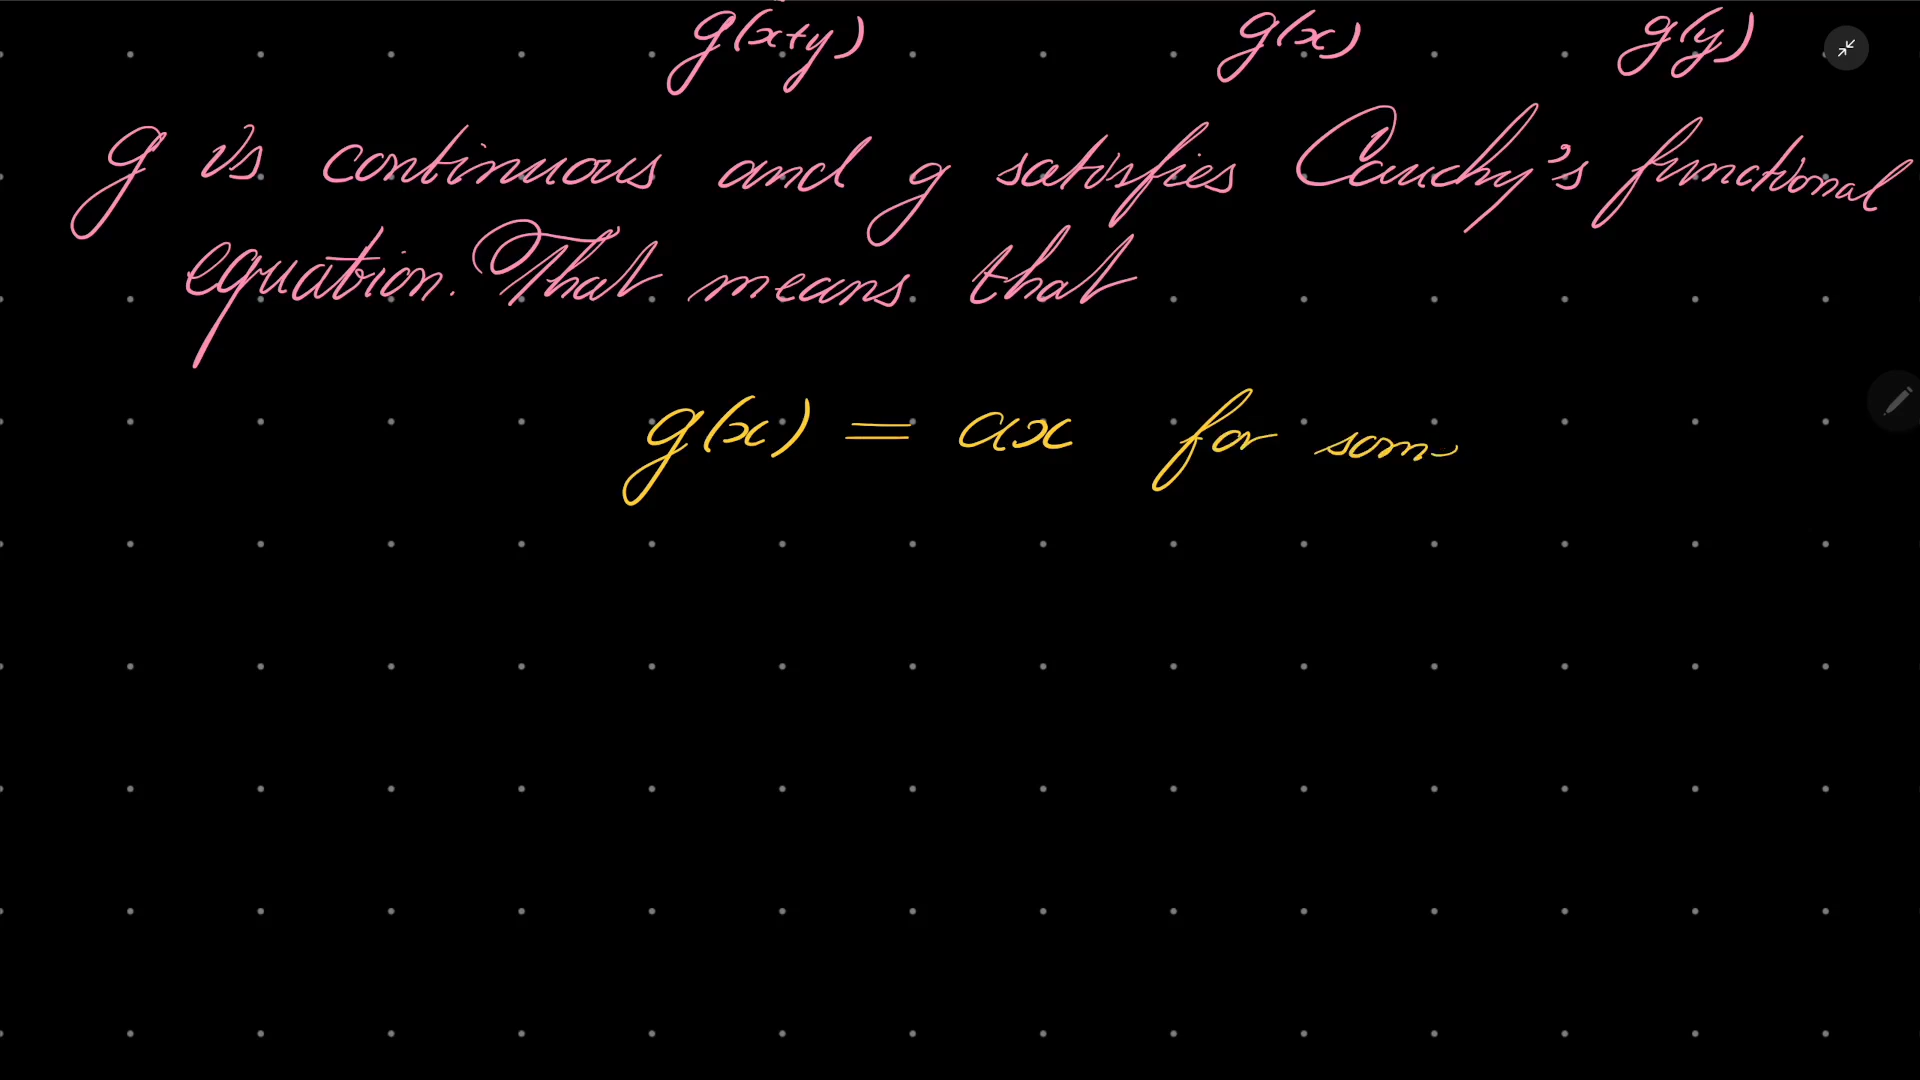 g(x+y) g(x) g(y)
g is continuous and g satisfies Cauchy's functional
equation. That means that
g(x) = ax for som